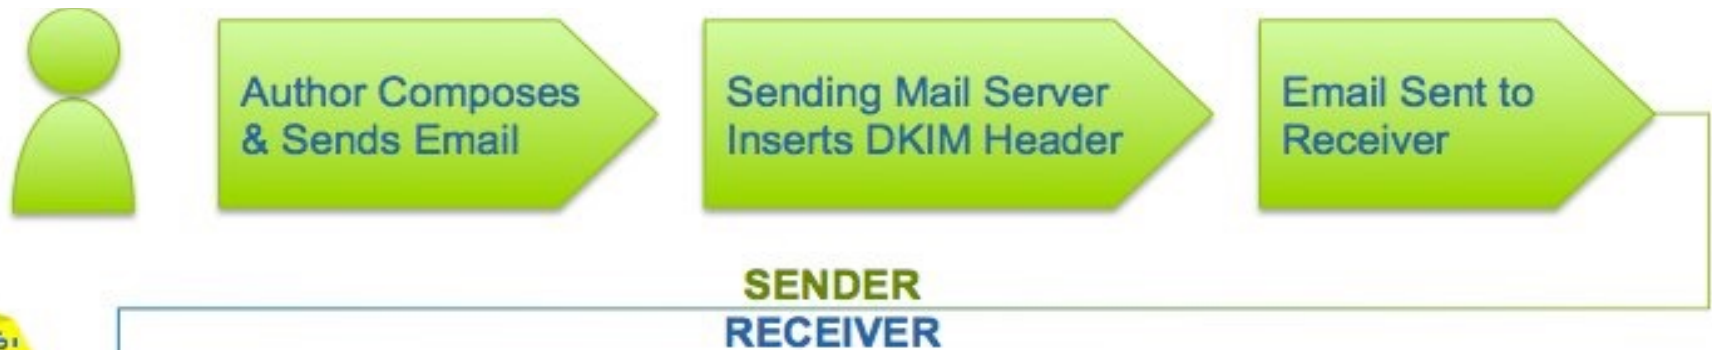 Author Composes
& Sends Email
Sending Mail Server
Inserts DKIM Header
Email Sent to
Receiver
SENDER
RECEIVER